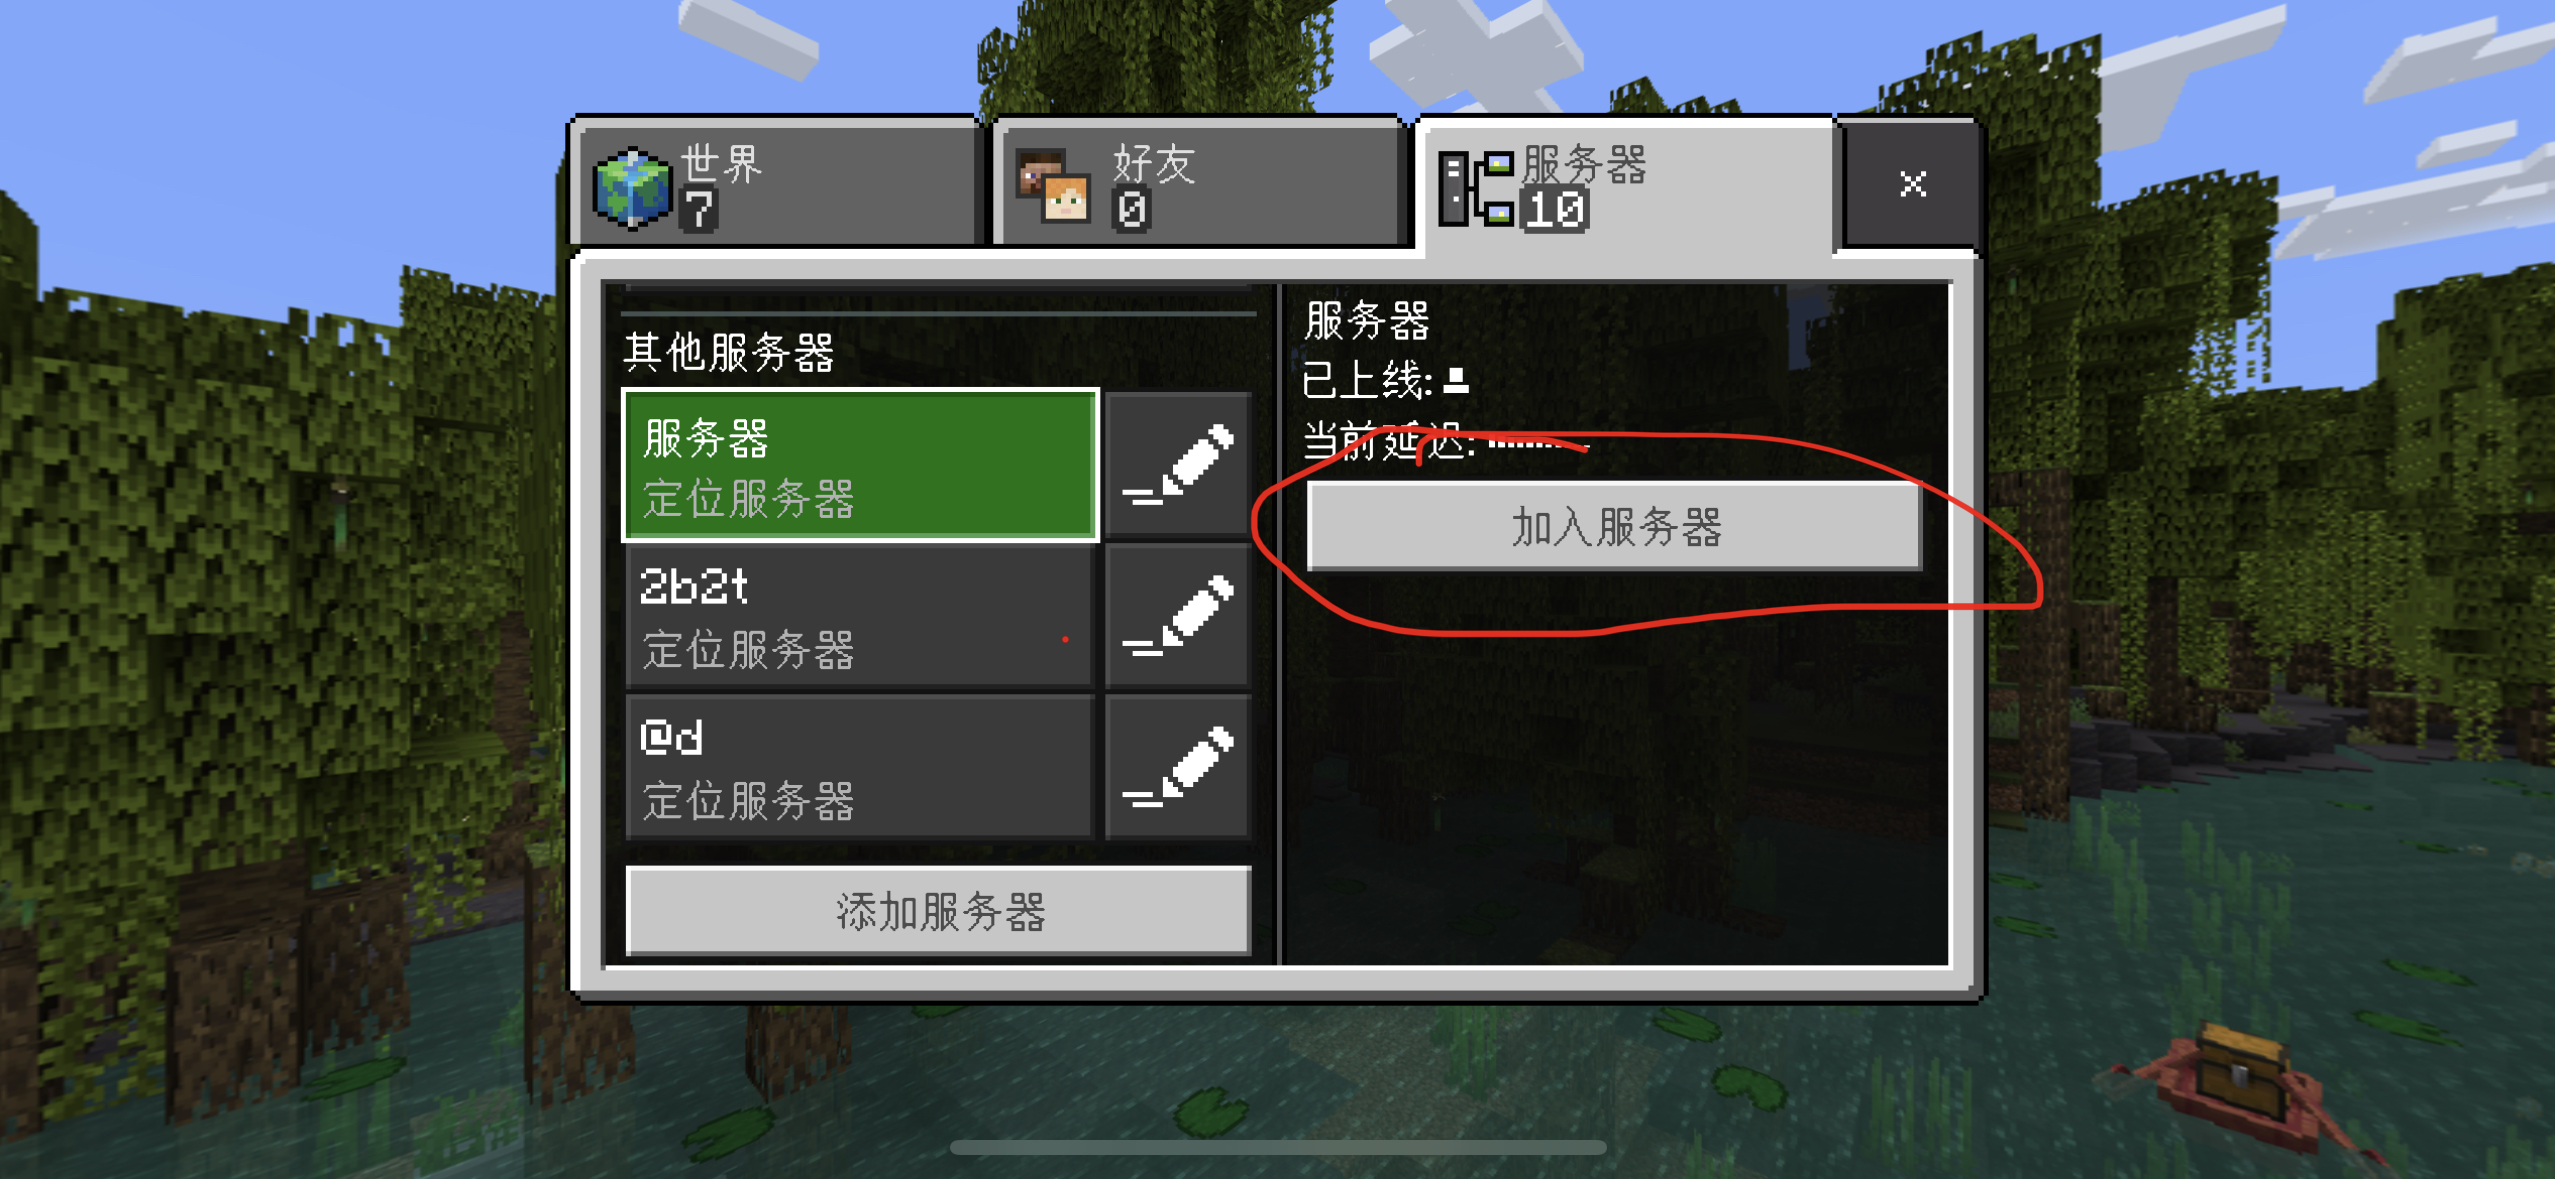 世界
7
好友
0
服务器
10
其他服务器
服务器
定位服务器
2b2t
定位服务器
@d
定位服务器
添加服务器
服务器
已上线:
当前延迟:
加入服务器